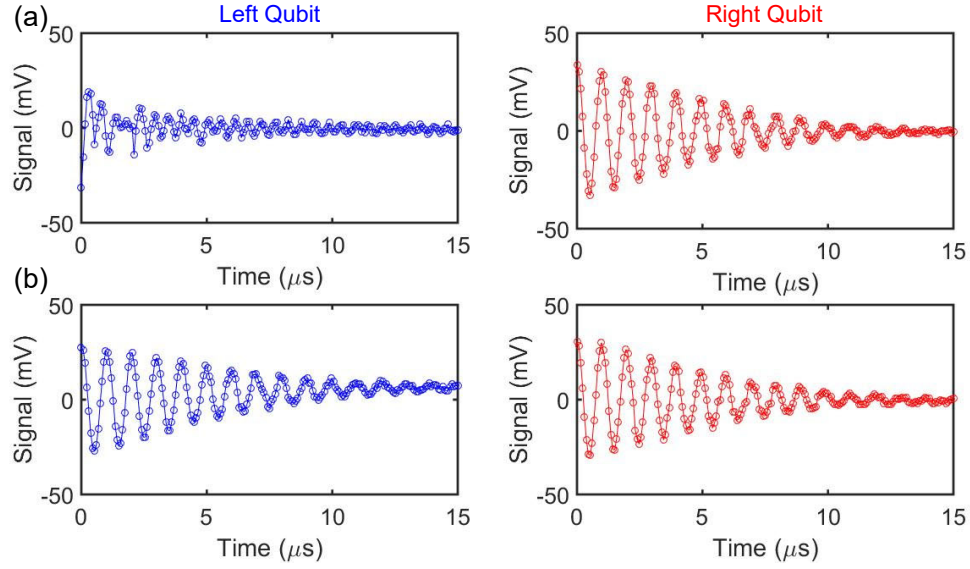 (a) Left Qubit Right Qubit
50 50
Signal (mV) Signal (mV)
0 0
-50 -50
0 5 10 15 0 5 10 15
Time (μs) Time (μs)
(b)
50 50
Signal (mV) Signal (mV)
0 0
-50 -50
0 5 10 15 0 5 10 15
Time (μs) Time (μs)